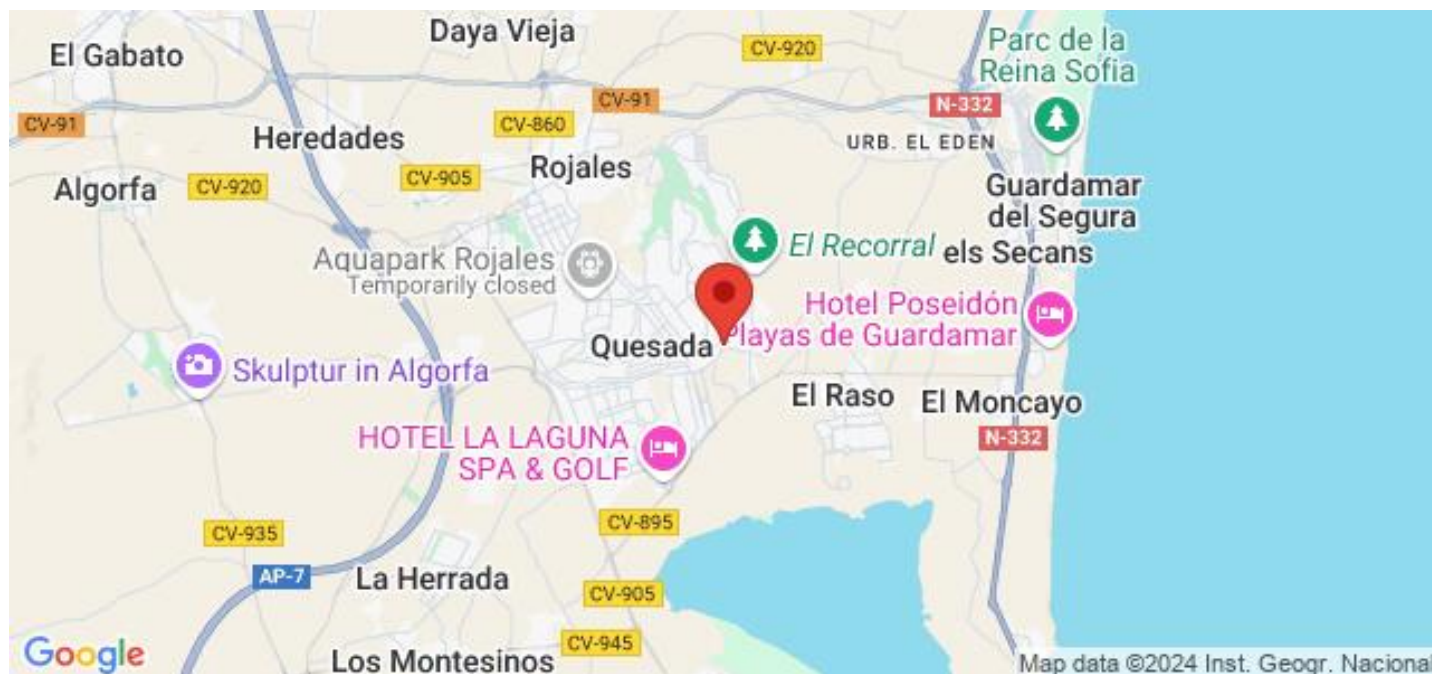 Daya Vieja
El Gabato
CV-920
Parc de la
Reina Sofia
CV-91
N-332
CV-91
CV-860
Heredades
URB. EL EDEN
Rojales
CV-905
CV-920
Algorfa
Guardamar
del Segura
El Recorral
els Secans
Aquapark Rojales
Temporarily closed
Hotel Poseidón
Playas de Guardamar
Quesada
Skulptur in Algorfa
El Raso
El Moncayo
HOTEL LA LAGUNA
SPA & GOLF
N-332
CV-895
CV-935
AP-7
La Herrada
CV-905
CV-945
Google
Los Montesinos
Map data ©2024 Inst. Geogr. Nacional